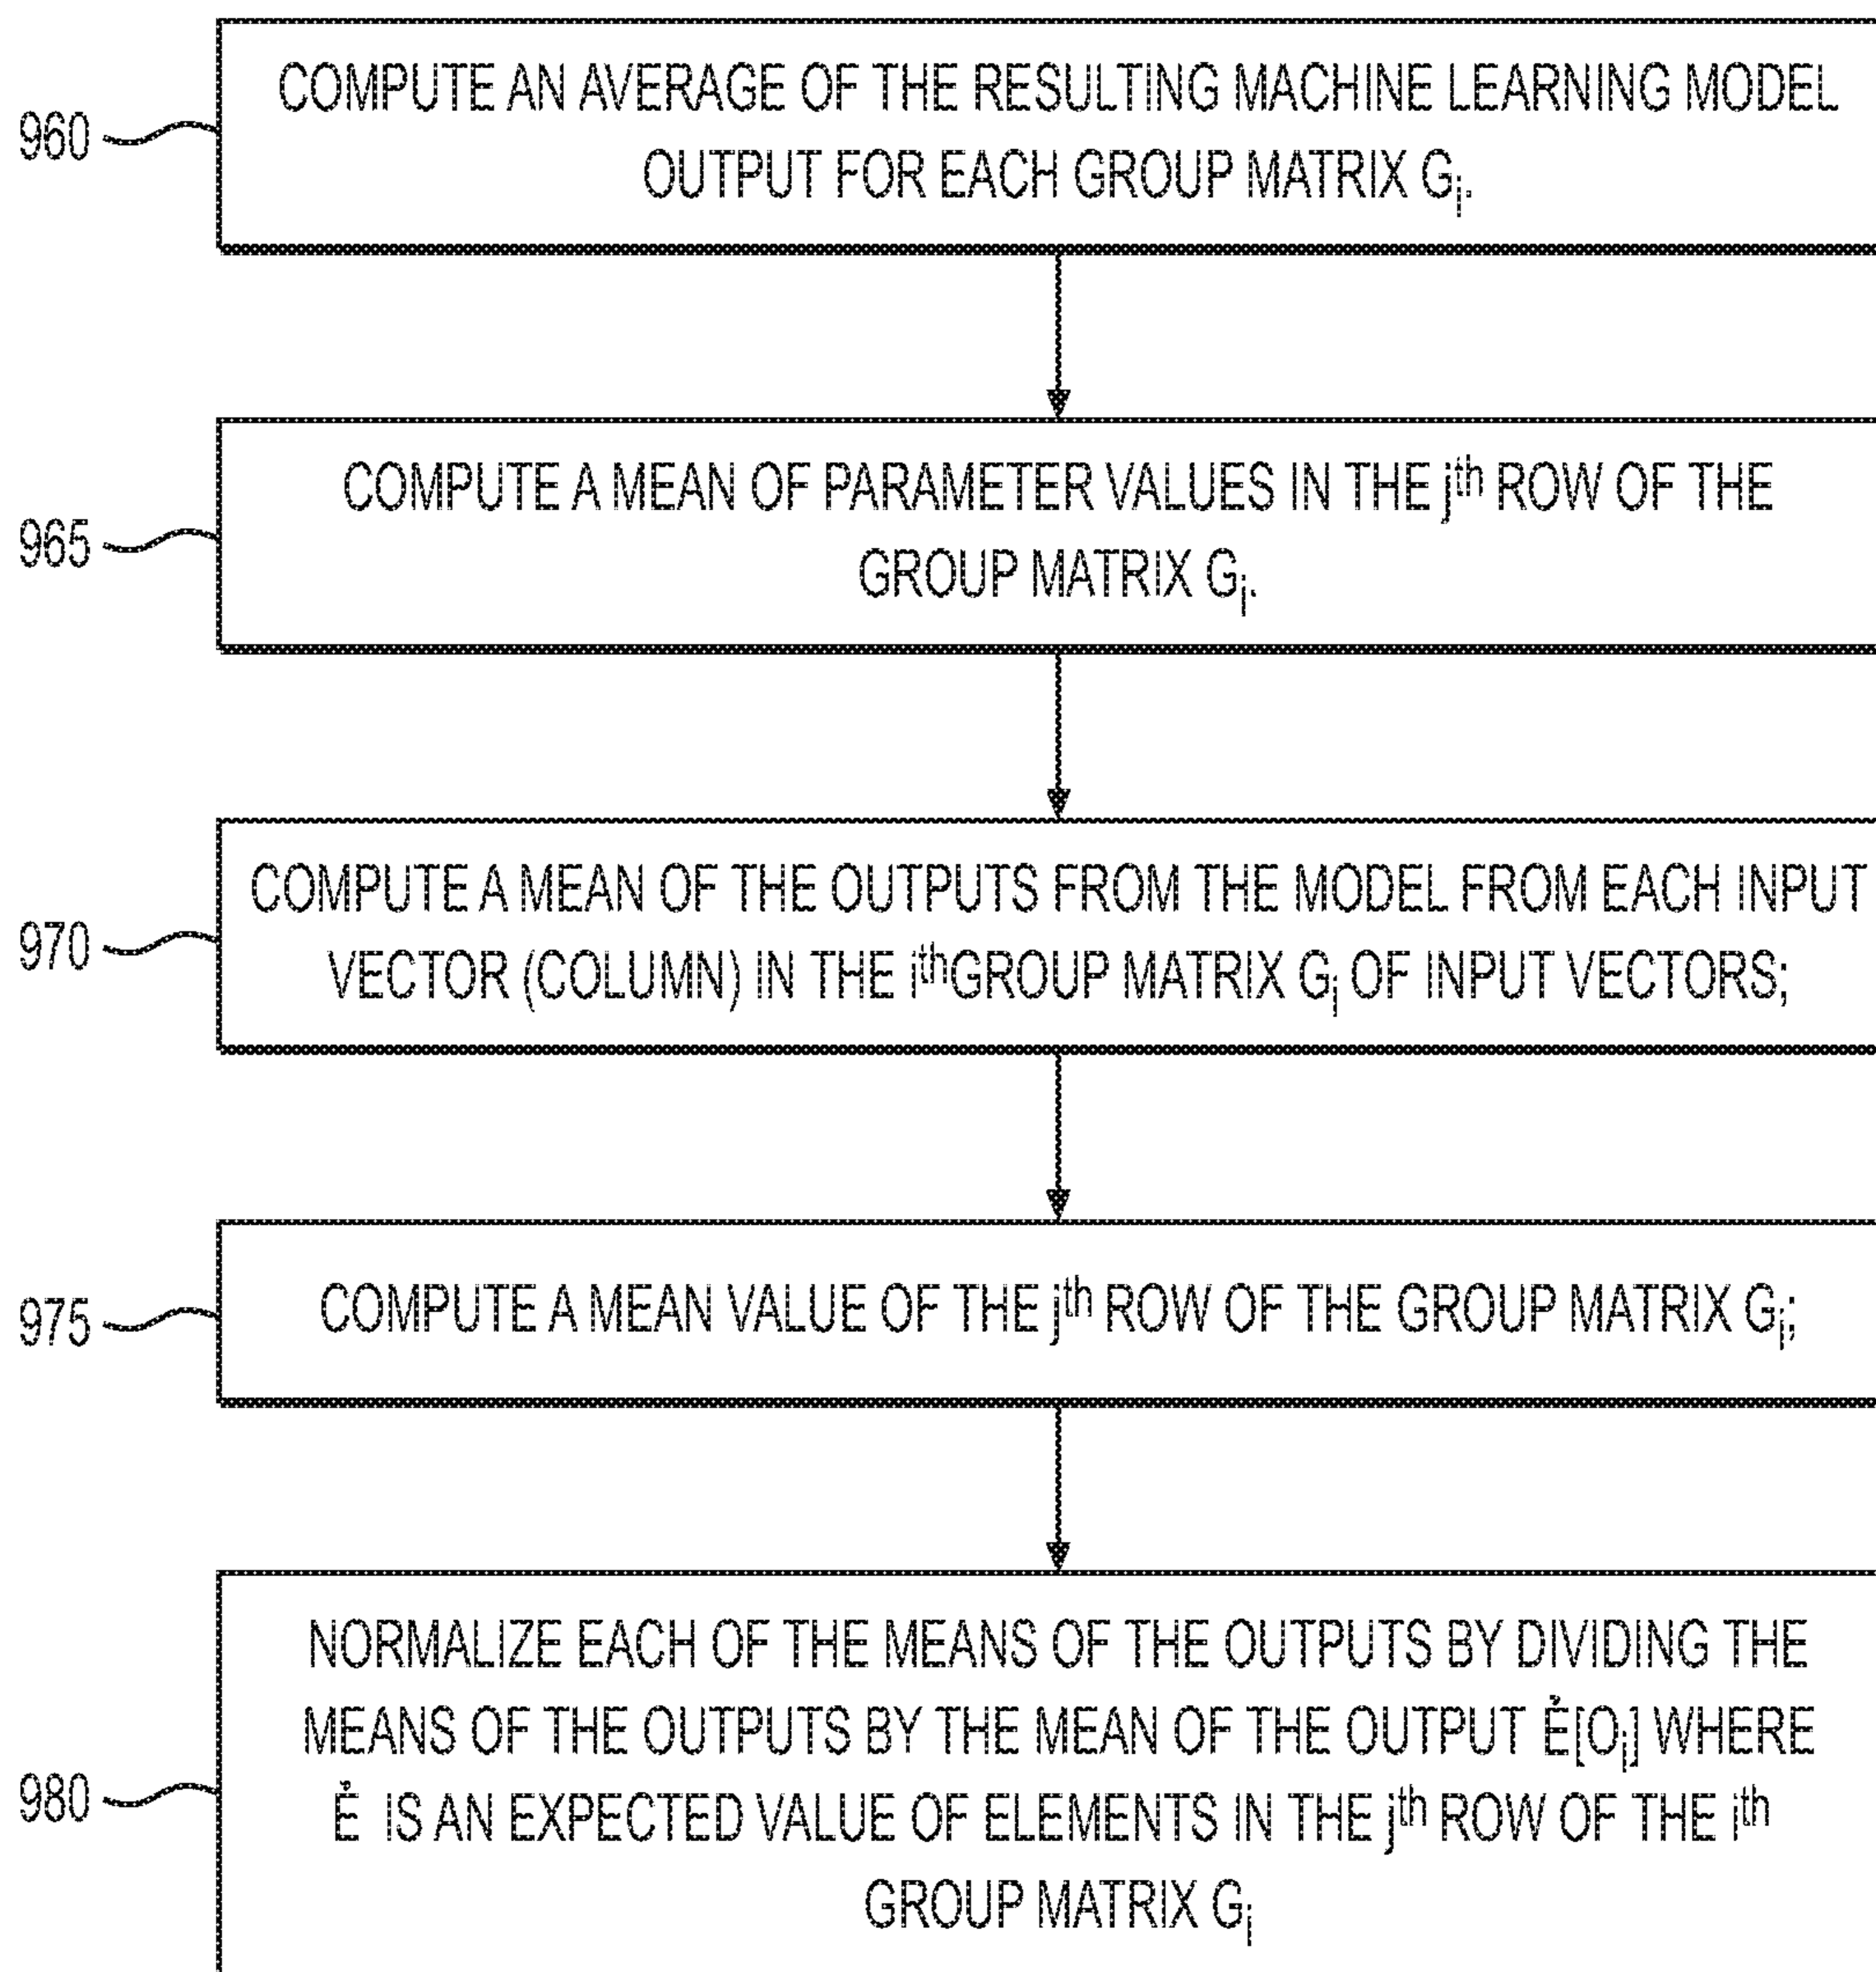 COMPUTE AN AVERAGE OF THE RESULTING MACHINE LEARNING MODEL
960
OUTPUT FOR EACH GROUP MATRIX Gᵢ.
COMPUTE A MEAN OF PARAMETER VALUES IN THE jᵗʰ ROW OF THE
965
GROUP MATRIX Gᵢ.
COMPUTE A MEAN OF THE OUTPUTS FROM THE MODEL FROM EACH INPUT
970
VECTOR (COLUMN) IN THE iᵗʰGROUP MATRIX Gᵢ OF INPUT VECTORS;
975
COMPUTE A MEAN VALUE OF THE jᵗʰ ROW OF THE GROUP MATRIX Gᵢ;
NORMALIZE EACH OF THE MEANS OF THE OUTPUTS BY DIVIDING THE
MEANS OF THE OUTPUTS BY THE MEAN OF THE OUTPUT Ẻ[Oᵢ] WHERE
980
Ẻ IS AN EXPECTED VALUE OF ELEMENTS IN THE jᵗʰ ROW OF THE iᵗʰ
GROUP MATRIX Gᵢ